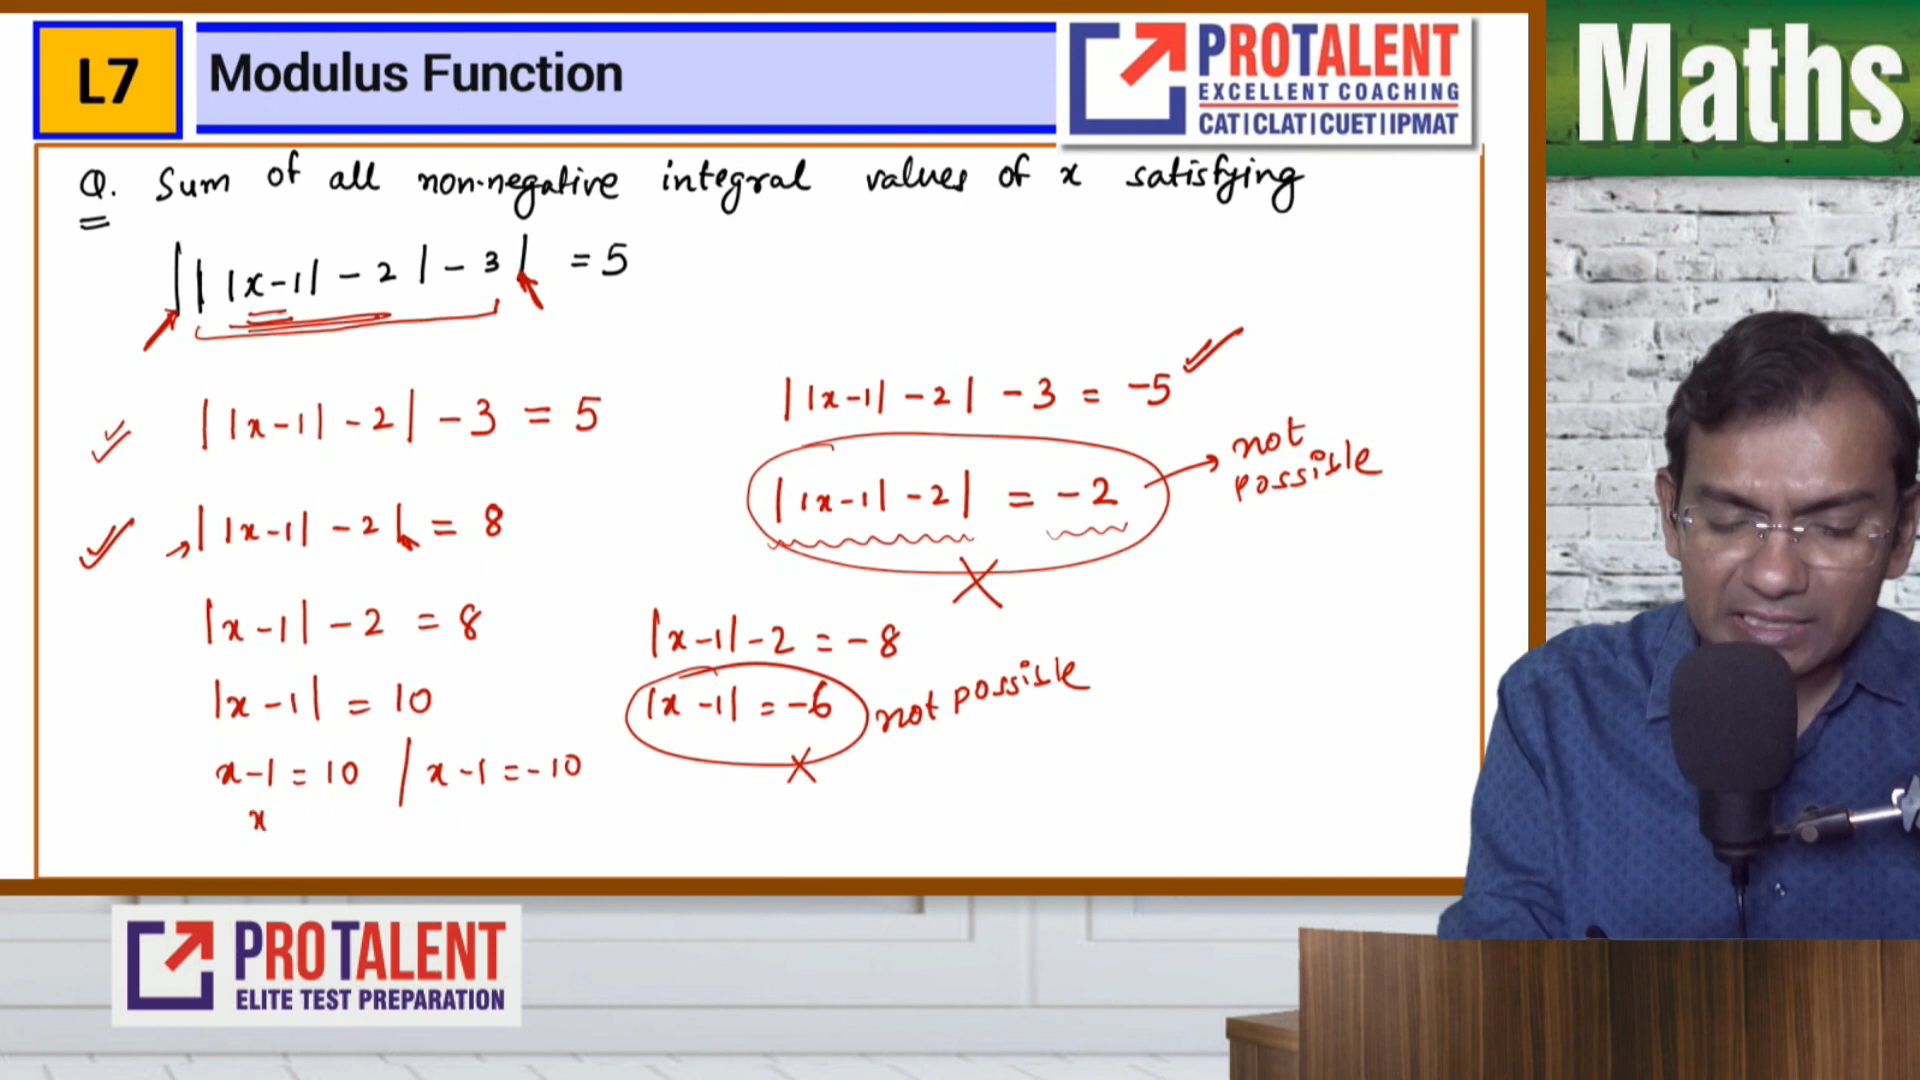 L7
Modulus Function
PROTALENT
EXCELLENT COACHING
CAT|CLAT|CUET|IPMAT
Maths
Q. Sum of all non-negative integral values of x satisfying
|||x-1| - 2| - 3| = 5
||x-1| - 2| - 3 = 5
||x-1| - 2| - 3 = -5
||x-1| - 2| = -2
not possible
||x-1| - 2| = 8
|x-1| - 2 = 8
|x-1| - 2 = -8
|x-1| = 10
|x-1| = -6
not possible
x-1 = 10 / x-1 = -10
x
PROTALENT
ELITE TEST PREPARATION